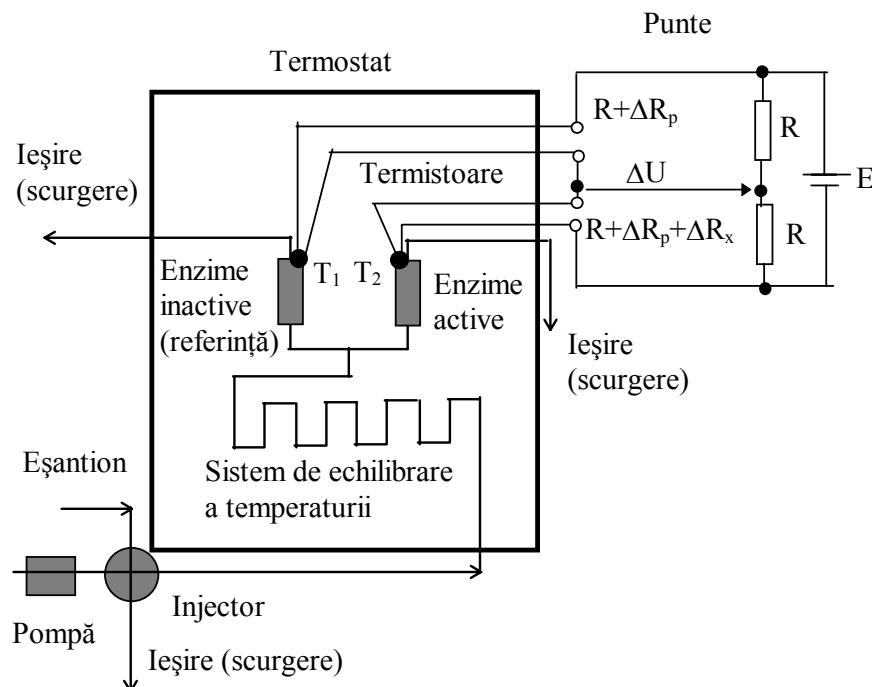 Punte
Termostat
R+ΔRp
R
Ieşire
(scurgere)
Termistoare
ΔU
E
R+ΔRp+ΔRx
R
T1
T2
Enzime
inactive
(referinţă)
Enzime
active
Ieşire
(scurgere)
Eşantion
Sistem de echilibrare
a temperaturii
Injector
Pompă
Ieşire (scurgere)